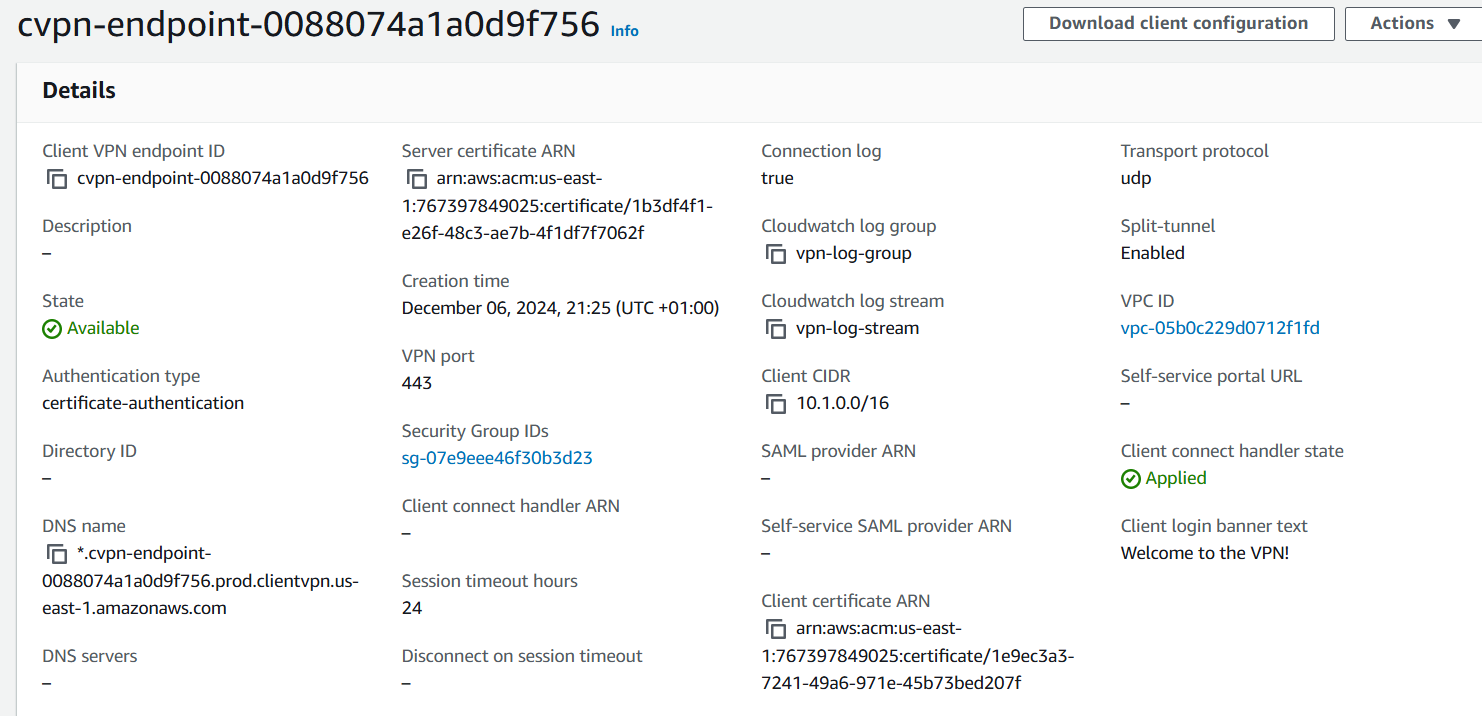 cvpn-endpoint-0088074a1a0d9f756 Info
Download client configuration
Actions
Details
Client VPN endpoint ID
cvpn-endpoint-0088074a1a0d9f756
Description
–
State
Available
Authentication type
certificate-authentication
Directory ID
–
DNS name
*.cvpn-endpoint-
0088074a1a0d9f756.prod.clientvpn.us-
east-1.amazonaws.com
DNS servers
–
Server certificate ARN
arn:aws:acm:us-east-
1:767397849025:certificate/1b3df4f1-
e26f-48c3-ae7b-4f1df7f7062f
Creation time
December 06, 2024, 21:25 (UTC +01:00)
VPN port
443
Security Group IDs
sg-07e9eee46f30b3d23
Client connect handler ARN
–
Session timeout hours
24
Disconnect on session timeout
–
Connection log
true
Cloudwatch log group
vpn-log-group
Cloudwatch log stream
vpn-log-stream
Client CIDR
10.1.0.0/16
SAML provider ARN
–
Self-service SAML provider ARN
–
Client certificate ARN
arn:aws:acm:us-east-
1:767397849025:certificate/1e9ec3a3-
7241-49a6-971e-45b73bed207f
Transport protocol
udp
Split-tunnel
Enabled
VPC ID
vpc-05b0c229d0712f1fd
Self-service portal URL
–
Client connect handler state
Applied
Client login banner text
Welcome to the VPN!